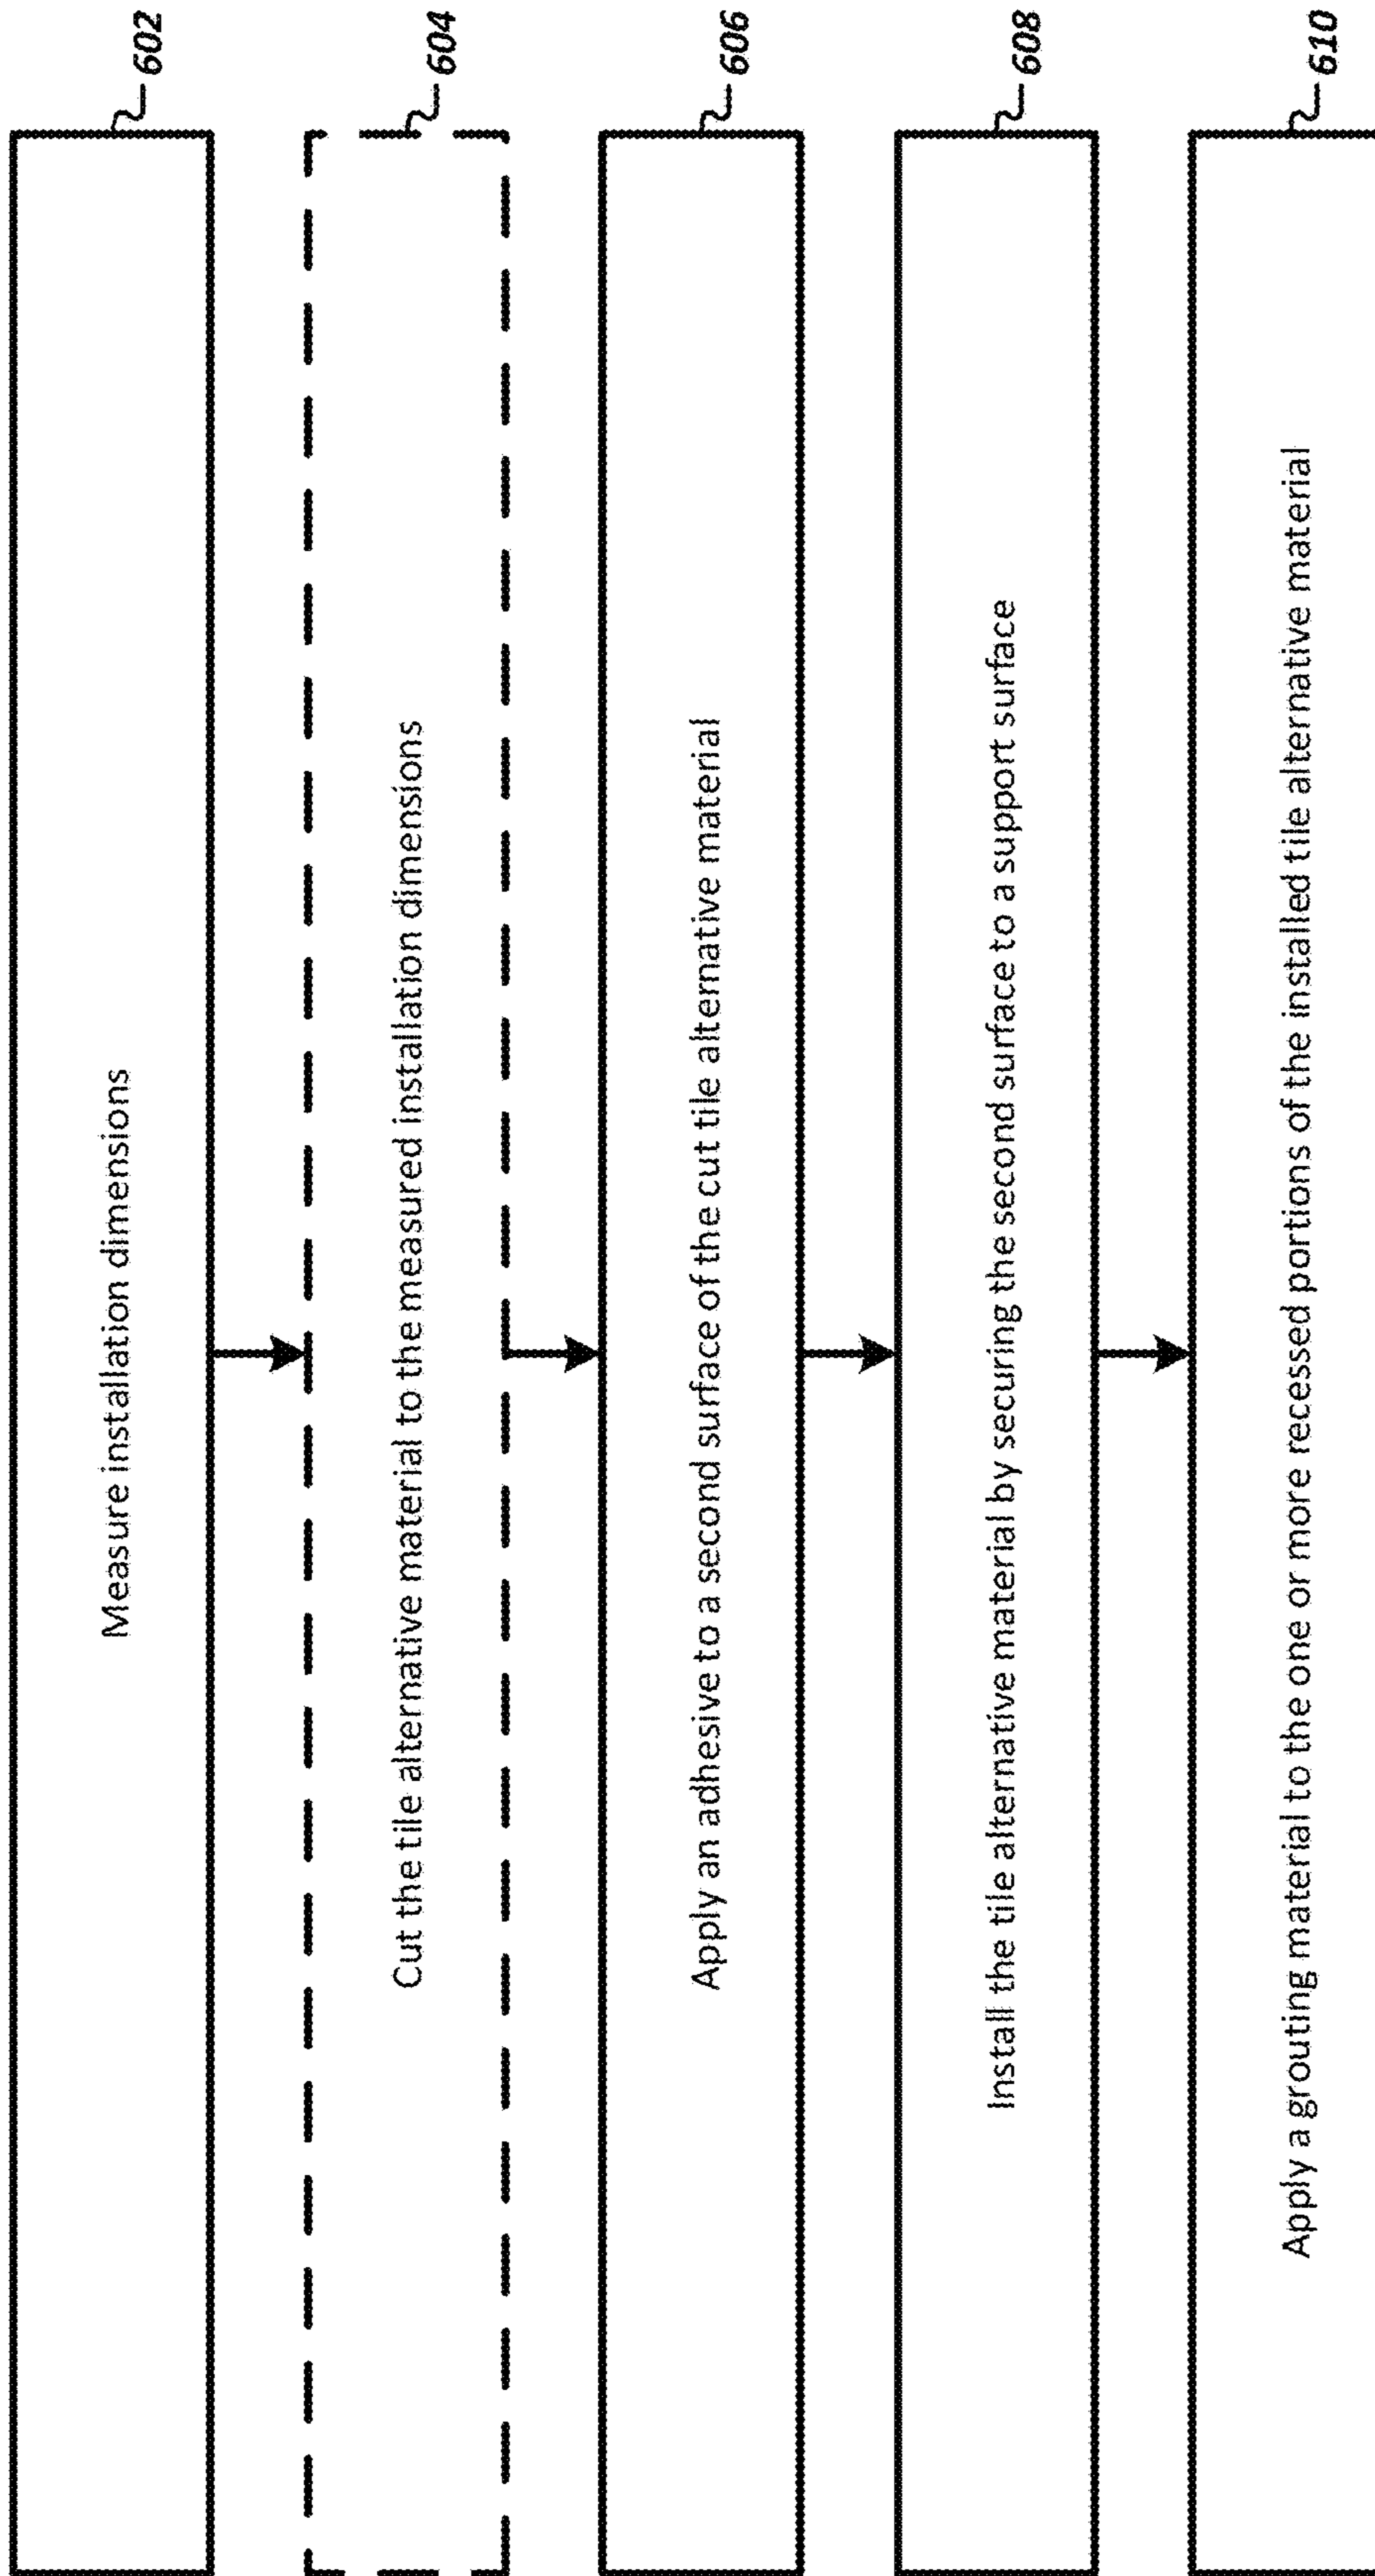 Measure installation dimensions
602
Cut the tile alternative material to the measured installation dimensions
604
Apply an adhesive to a second surface of the cut tile alternative material
606
Install the tile alternative material by securing the second surface to a support surface
608
Apply a grouting material to the one or more recessed portions of the installed tile alternative material
610